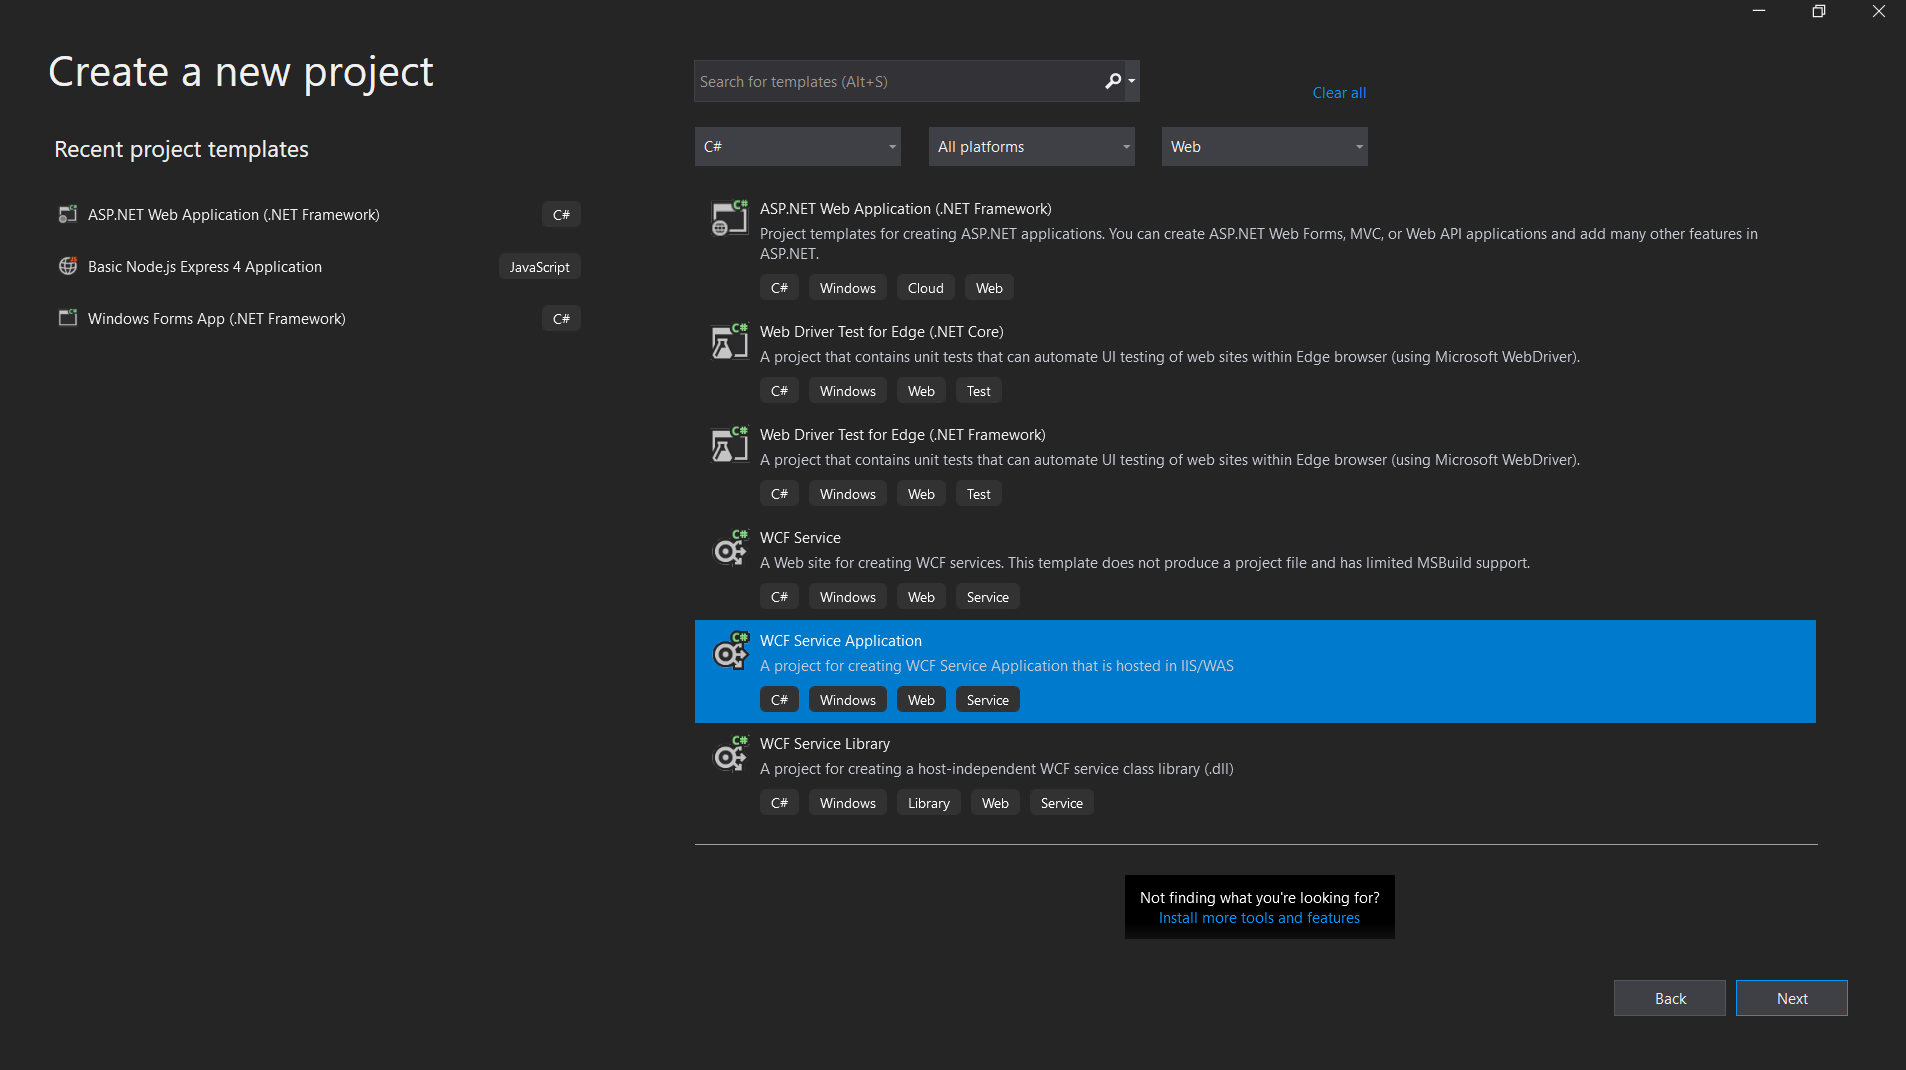 Create a new project
Recent project templates
ASP.NET Web Application (.NET Framework)
C#
Basic Node.js Express 4 Application
JavaScript
Windows Forms App (.NET Framework)
C#
Search for templates (Alt+S)
Clear all
C#
All platforms
Web
C#
ASP.NET Web Application (.NET Framework)
Project templates for creating ASP.NET applications. You can create ASP.NET Web Forms, MVC, or Web API applications and add many other features in
ASP.NET.
C# Windows Cloud Web
C#
Web Driver Test for Edge (.NET Core)
A project that contains unit tests that can automate UI testing of web sites within Edge browser (using Microsoft WebDriver).
C# Windows Web Test
C#
Web Driver Test for Edge (.NET Framework)
A project that contains unit tests that can automate UI testing of web sites within Edge browser (using Microsoft WebDriver).
C# Windows Web Test
C#
WCF Service
A Web site for creating WCF services. This template does not produce a project file and has limited MSBuild support.
C# Windows Web Service
C#
WCF Service Application
A project for creating WCF Service Application that is hosted in IIS/WAS
C# Windows Web Service
C#
WCF Service Library
A project for creating a host-independent WCF service class library (.dll)
C# Windows Library Web Service
Not finding what you're looking for?
Install more tools and features
Back
Next